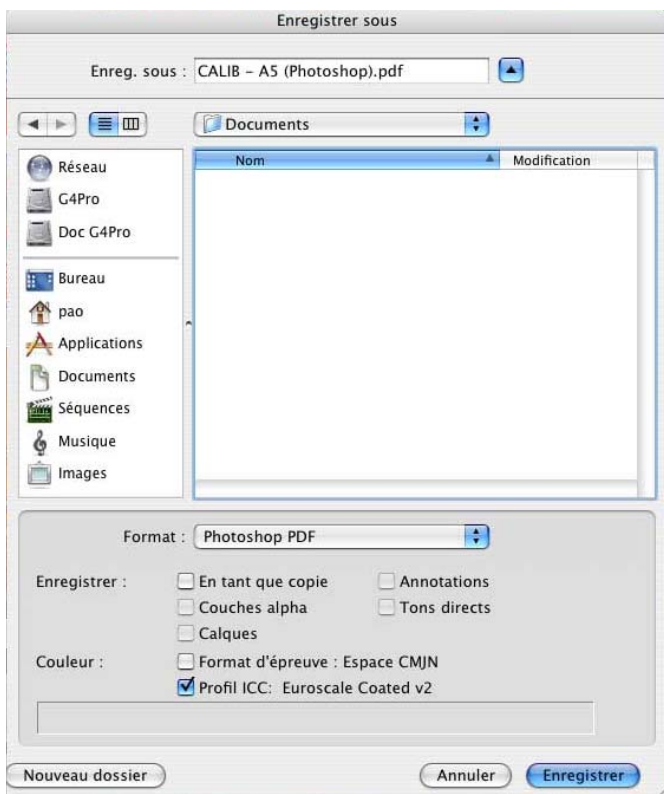 Enregistrer sous
Enreg. sous : CALIB – A5 (Photoshop).pdf
Documents
Nom Modification
Réseau
G4Pro
Doc G4Pro
Bureau
pao
Applications
Documents
Séquences
Musique
Images
Format : Photoshop PDF
Enregistrer : En tant que copie Annotations
Couches alpha Tons directs
Calques
Couleur : Format d'épreuve : Espace CMJN
Profil ICC: Euroscale Coated v2
Nouveau dossier Annuler Enregistrer